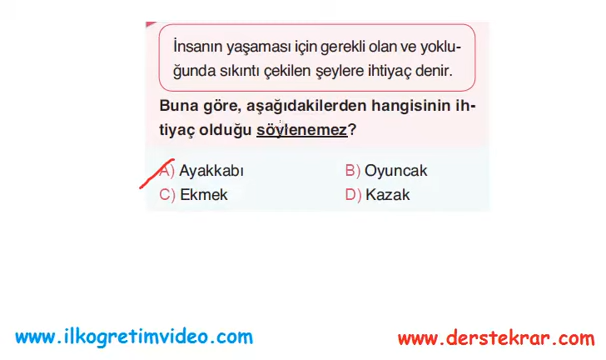 İnsanın yaşaması için gerekli olan ve yoklu-
ğunda sıkıntı çekilen şeylere ihtiyaç denir.
Buna göre, aşağıdakilerden hangisinin ih-
tiyaç olduğu söylenemez?
A) Ayakkabı
B) Oyuncak
C) Ekmek
D) Kazak
www.ilkogretimvideo.com
www.derstekrar.com